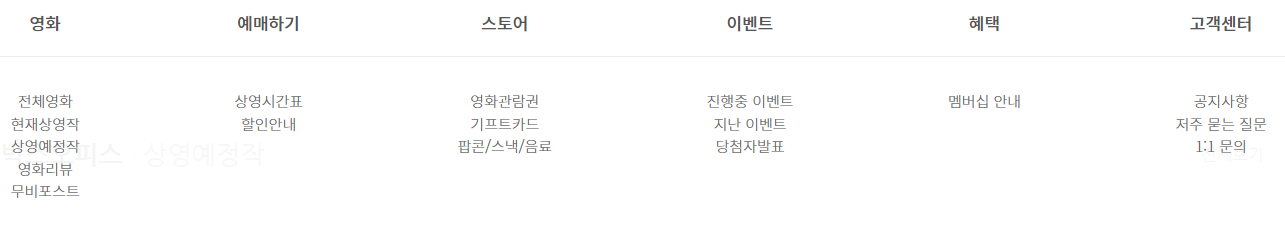 영화
예매하기
스토어
이벤트
혜택
고객센터
전체영화
현재상영작
상영예정작
영화리뷰
무비포스트
상영시간표
할인안내
영화관람권
기프트카드
팝콘/스낵/음료
진행중 이벤트
지난 이벤트
당첨자발표
멤버십 안내
공지사항
저주 묻는 질문
1:1 문의
상영예정작